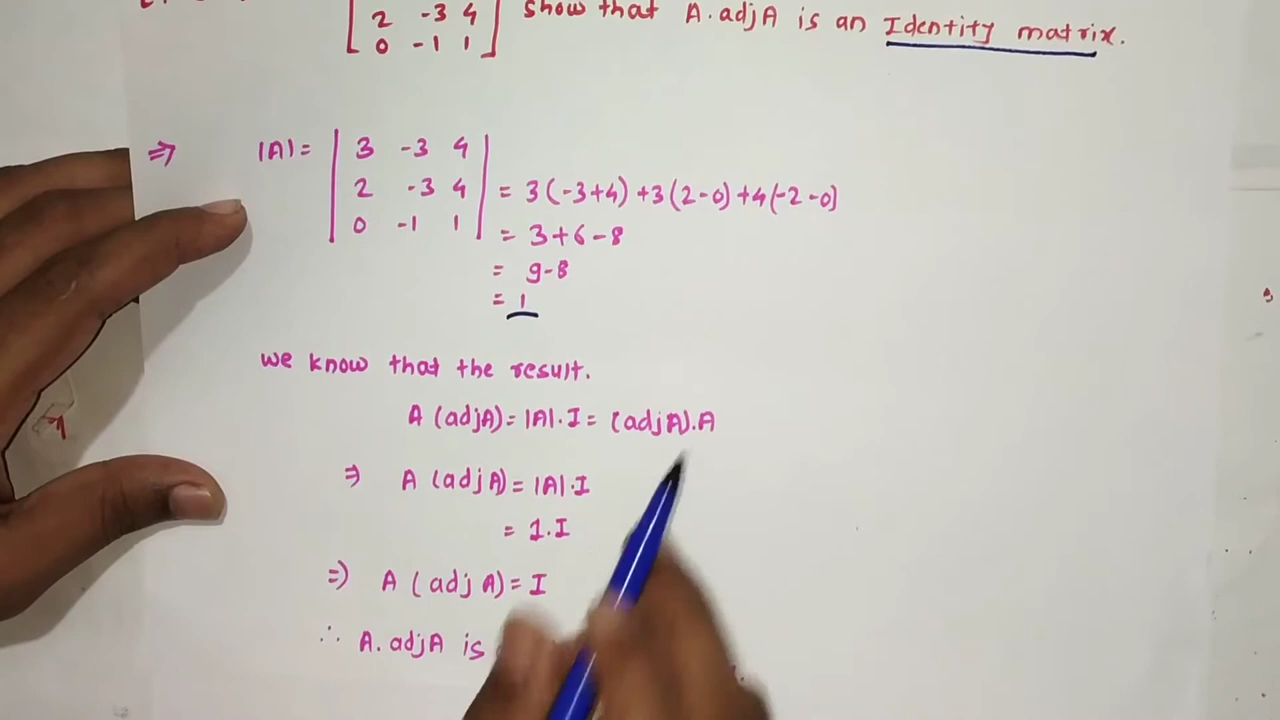 2 -3 4 show that A.adjA is an Identity matrix.
0 -1 1
⇒ |A| = | 3 -3 4 |
| 2 -3 4 | = 3(-3+4) +3(2-0) +4(-2-0)
| 0 -1 1 | = 3+6-8
= 9-8
= 1
we know that the result.
A (adjA) = |A|.I = (adjA).A
⇒ A (adjA) = |A|.I
= 1.I
⇒ A (adj A) = I
∴ A.adjA is